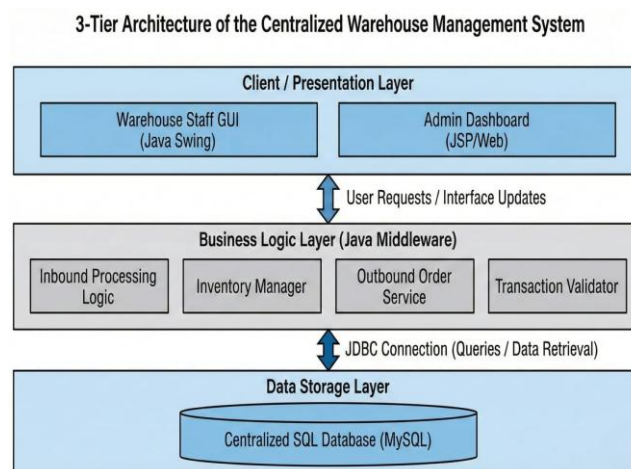 3-Tier Architecture of the Centralized Warehouse Management System
Client / Presentation Layer
Warehouse Staff GUI
(Java Swing)
Admin Dashboard
(JSP/Web)
User Requests / Interface Updates
Business Logic Layer (Java Middleware)
Inbound Processing
Logic
Inventory Manager
Outbound Order
Service
Transaction Validator
JDBC Connection (Queries / Data Retrieval)
Data Storage Layer
Centralized SQL Database (MySQL)